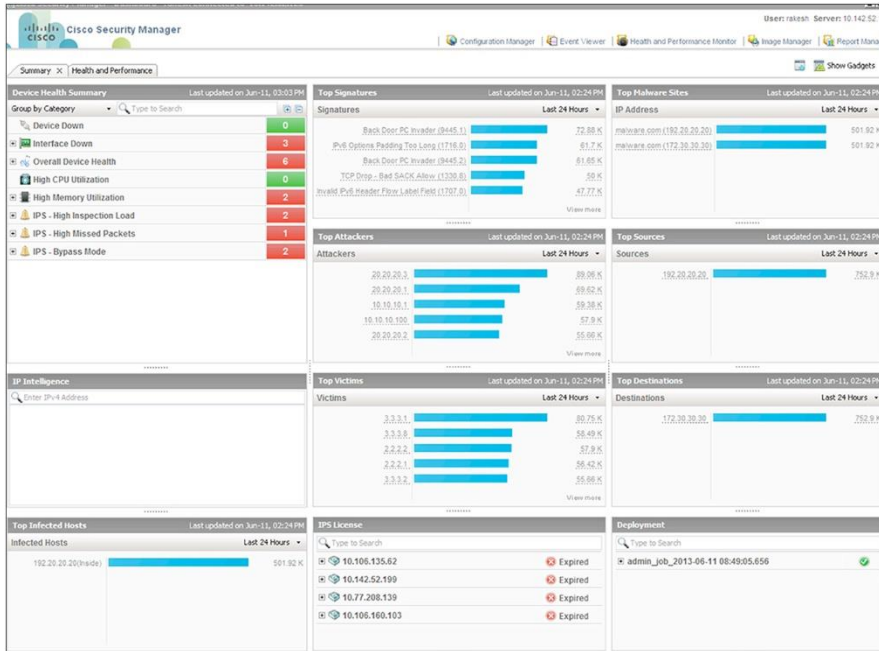 Cisco Security Manager
CISCO
User: rakesh Server: 10.142.52.
Configuration Manager | Event Viewer | Health and Performance Monitor | Image Manager | Report Mana
Summary X Health and Performance
Show Gadgets
Device Health Summary Last updated on Jun-11, 03:03 PM
Group by Category Type to Search
Device Down 0
Interface Down 3
Overall Device Health 6
High CPU Utilization 0
High Memory Utilization 2
IPS - High Inspection Load 2
IPS - High Missed Packets 1
IPS - Bypass Mode 2
Top Signatures Last updated on Jun-11, 02:24 PM
Signatures Last 24 Hours
Back Door PC Invader (9445.1) 72.88 K
IPv6 Options Padding Too Long (1716.0) 61.7 K
Back Door PC Invader (9445.2) 61.65 K
TCP Drop - Bad SACK Allow (1330.8) 58 K
Invalid IPv6 Header Flow Label Field (1707.0) 47.77 K
View more
Top Malware Sites Last updated on Jun-11, 02:24 PM
IP Address Last 24 Hours
malware.com (192.20.20.20) 501.92 K
malware.com (172.30.30.30) 501.92 K
Top Attackers Last updated on Jun-11, 02:24 PM
Attackers Last 24 Hours
20.20.20.3 89.06 K
20.20.20.1 69.62 K
10.10.10.1 59.38 K
10.10.10.100 57.9 K
20.20.20.2 55.66 K
View more
Top Sources Last updated on Jun-11, 02:24 PM
Sources Last 24 Hours
192.20.20.20 752.9 K
IP Intelligence
Enter IPv4 Address
Top Victims Last updated on Jun-11, 02:24 PM
Victims Last 24 Hours
3.3.3.1 80.75 K
3.3.3.8 58.49 K
2.2.2.2 57.9 K
2.2.2.1 56.42 K
3.3.3.2 55.66 K
View more
Top Destinations Last updated on Jun-11, 02:24 PM
Destinations Last 24 Hours
172.30.30.30 752.9 K
Top Infected Hosts Last updated on Jun-11, 02:24 PM
Infected Hosts Last 24 Hours
192.20.20.20(Inside) 501.92 K
IPS License
Type to Search
10.106.135.62 Expired
10.142.52.199 Expired
10.77.208.139 Expired
10.106.160.103 Expired
Deployment
Type to Search
admin_job_2013-06-11 08:49:05.656